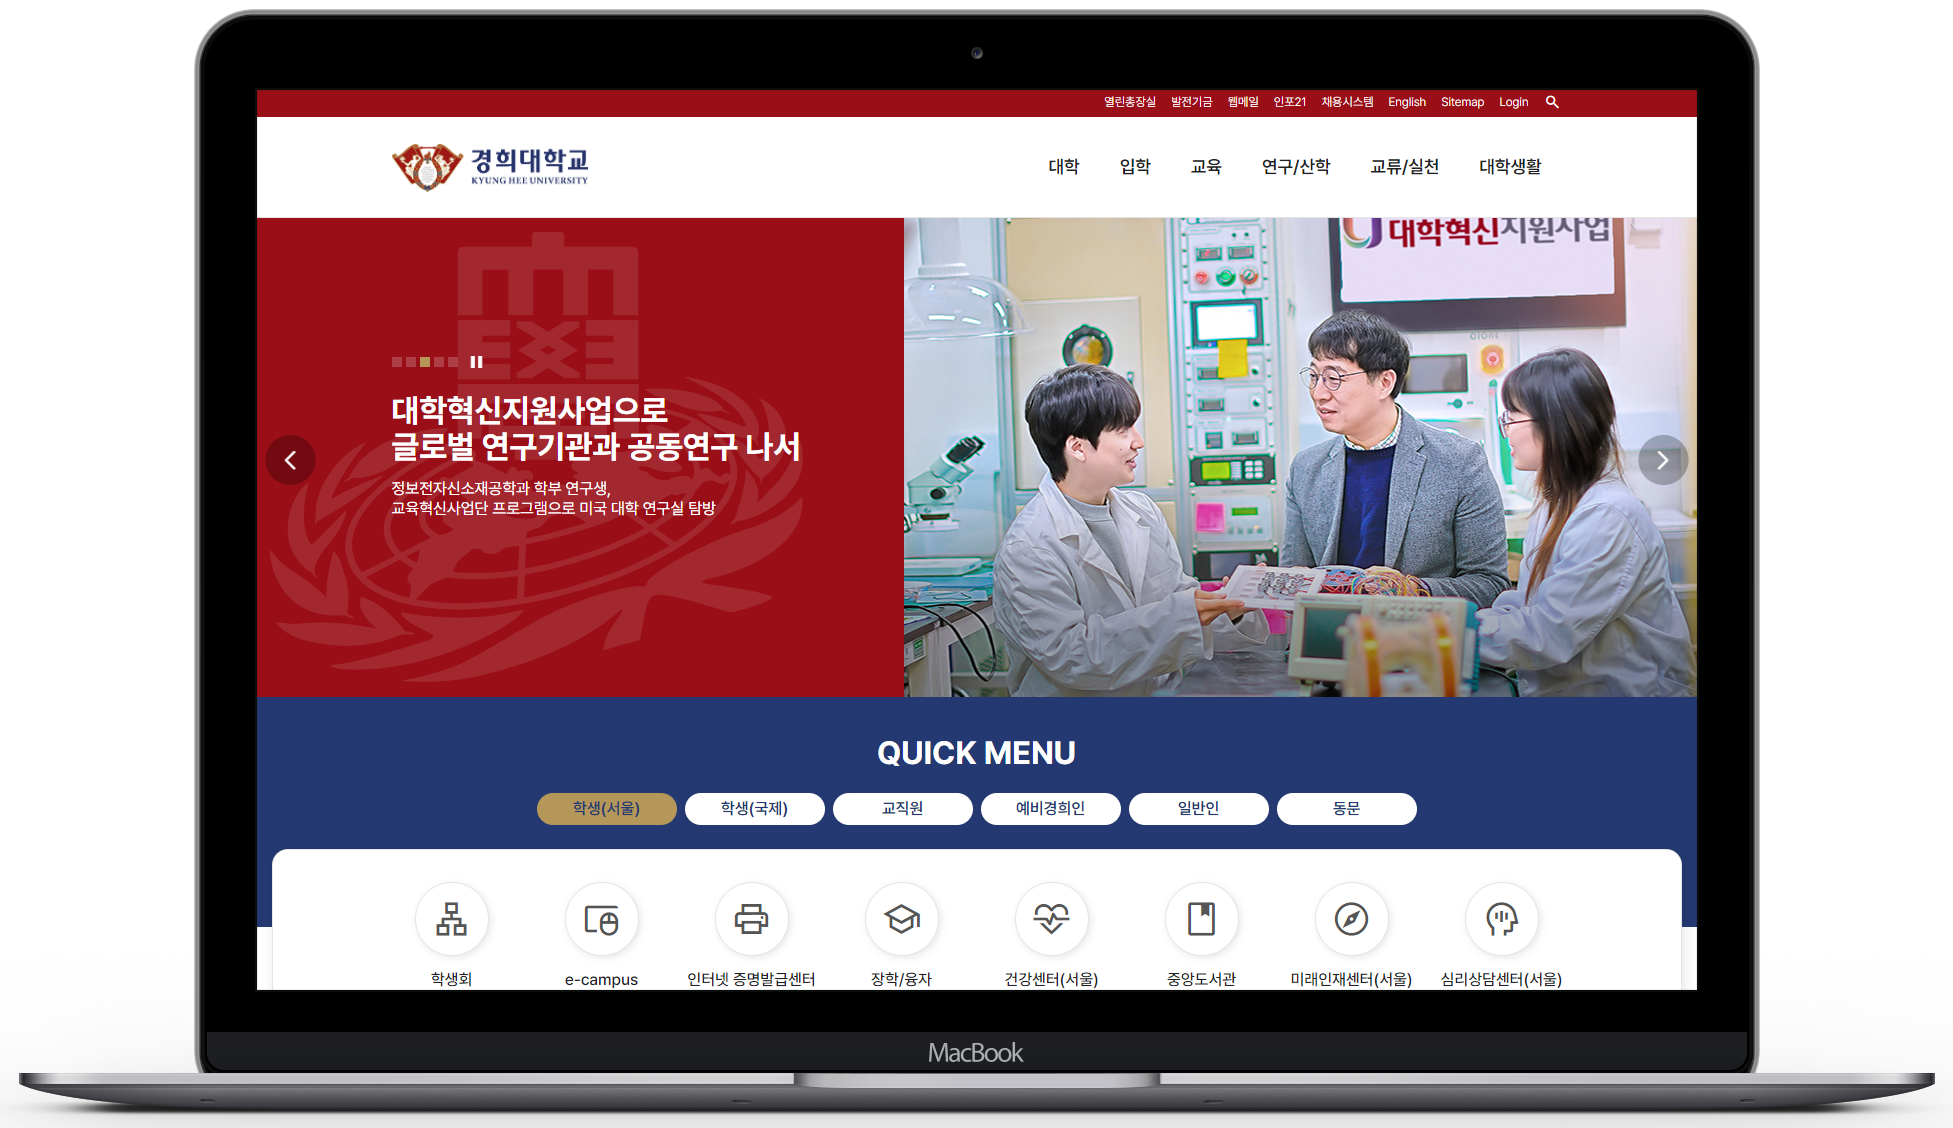 열린총장실 발전기금 웹메일 인포21 채용시스템 English Sitemap Login
경희대학교
KYUNG HEE UNIVERSITY
대학 입학 교육 연구/산학 교류/실천 대학생활
대학혁신지원사업
대학혁신지원사업으로
글로벌 연구기관과 공동연구 나서
정보전자신소재공학과 학부 연구생,
교육혁신사업단 프로그램으로 미국 대학 연구실 탐방
QUICK MENU
학생(서울) 학생(국제) 교직원 예비경희인 일반인 동문
학생회 e-campus 인터넷 증명발급센터 장학/융자 건강센터(서울) 중앙도서관 미래인재센터(서울) 심리상담센터(서울)
MacBook